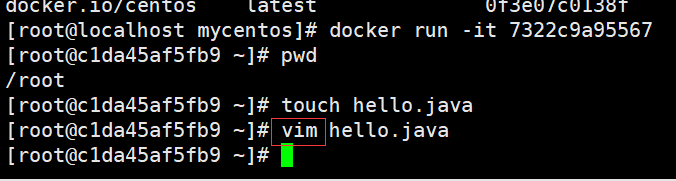 docker.io/centos    latest              0f3e07c0138f
[root@localhost mycentos]# docker run -it 7322c9a95567
[root@c1da45af5fb9 ~]# pwd
/root
[root@c1da45af5fb9 ~]# touch hello.java
[root@c1da45af5fb9 ~]# vim hello.java
[root@c1da45af5fb9 ~]#